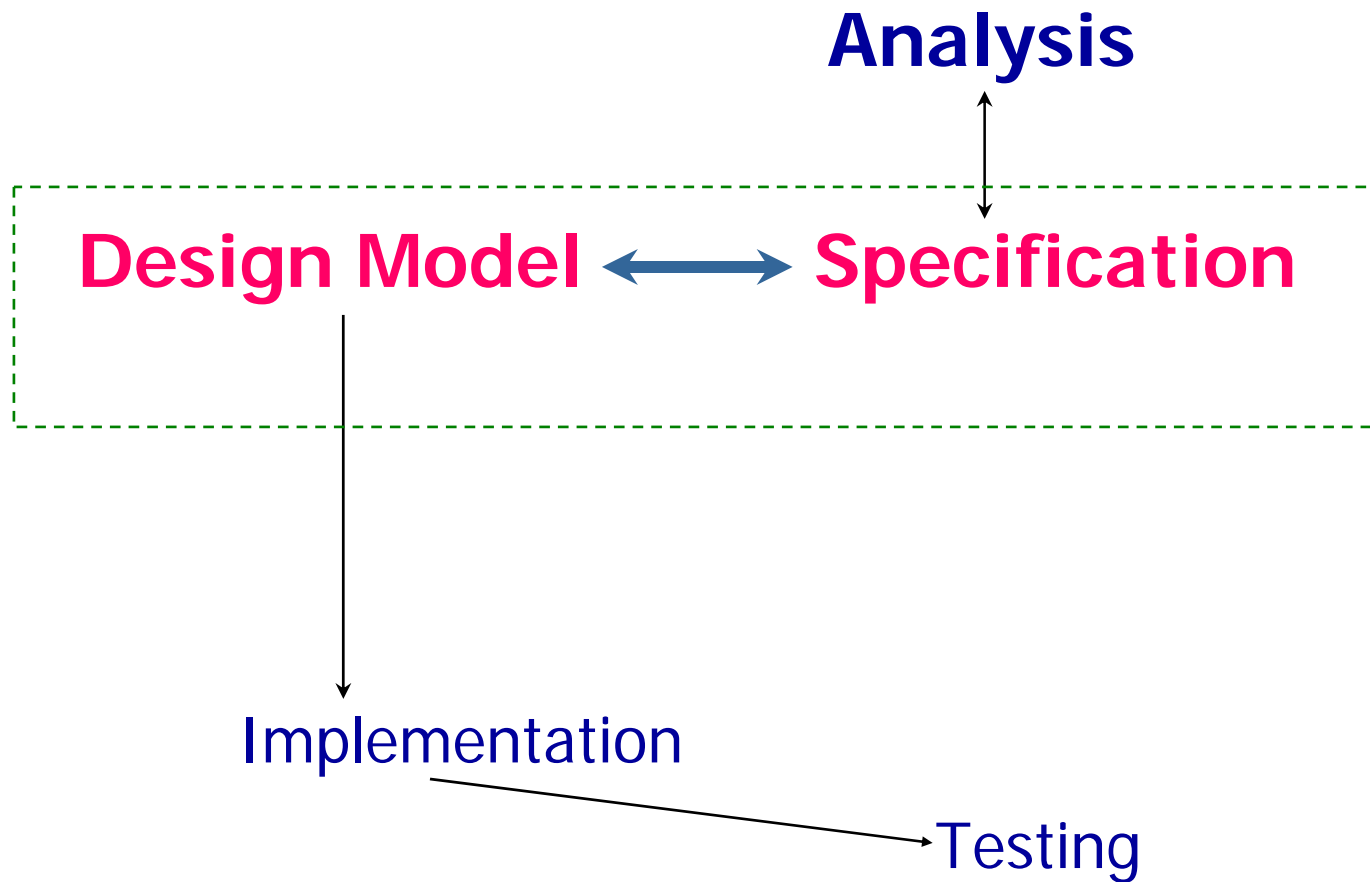 Analysis
Design Model
Specification
Implementation
Testing